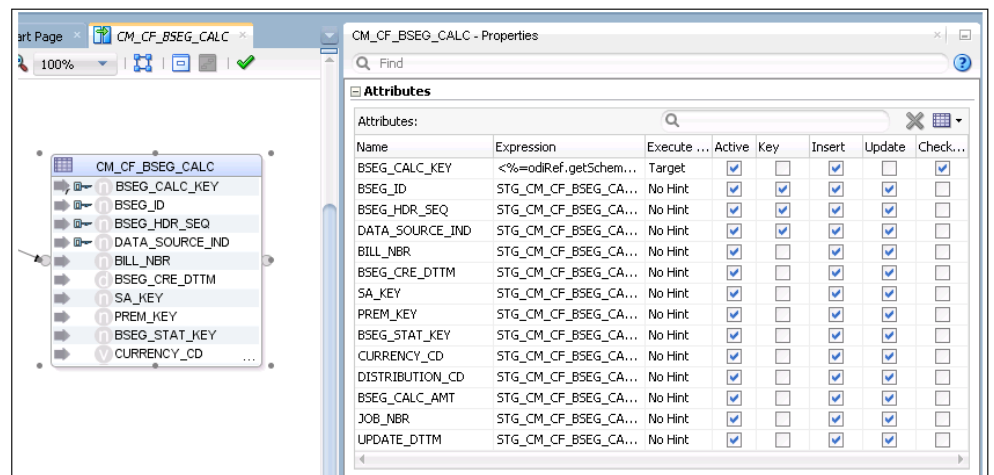 art Page
CM_CF_BSEG_CALC
100%
CM_CF_BSEG_CALC
BSEG_CALC_KEY
n BSEG_ID
n BSEG_HDR_SEQ
n DATA_SOURCE_IND
n BILL_NBR
d BSEG_CRE_DTTM
n SA_KEY
n PREM_KEY
n BSEG_STAT_KEY
v CURRENCY_CD ...
CM_CF_BSEG_CALC - Properties
Find
Attributes
Attributes:
Name Expression Execute ... Active Key Insert Update Check...
BSEG_CALC_KEY <%=odiRef.getSchem... Target
BSEG_ID STG_CM_CF_BSEG_CA... No Hint
BSEG_HDR_SEQ STG_CM_CF_BSEG_CA... No Hint
DATA_SOURCE_IND STG_CM_CF_BSEG_CA... No Hint
BILL_NBR STG_CM_CF_BSEG_CA... No Hint
BSEG_CRE_DTTM STG_CM_CF_BSEG_CA... No Hint
SA_KEY STG_CM_CF_BSEG_CA... No Hint
PREM_KEY STG_CM_CF_BSEG_CA... No Hint
BSEG_STAT_KEY STG_CM_CF_BSEG_CA... No Hint
CURRENCY_CD STG_CM_CF_BSEG_CA... No Hint
DISTRIBUTION_CD STG_CM_CF_BSEG_CA... No Hint
BSEG_CALC_AMT STG_CM_CF_BSEG_CA... No Hint
JOB_NBR STG_CM_CF_BSEG_CA... No Hint
UPDATE_DTTM STG_CM_CF_BSEG_CA... No Hint